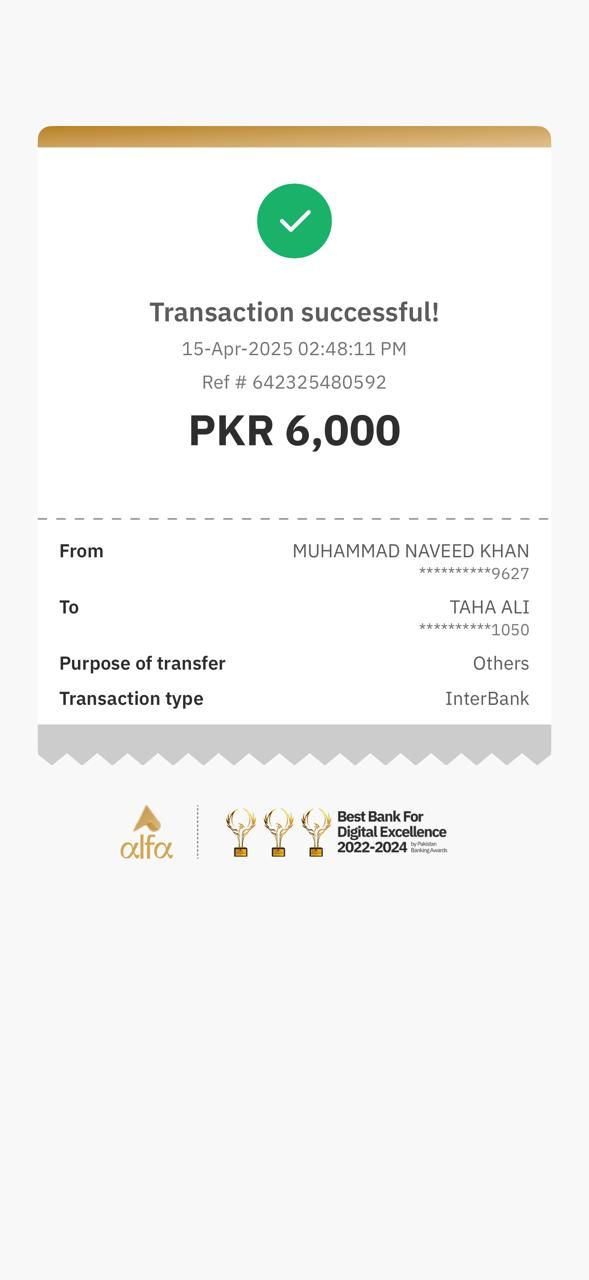 Transaction successful!
15-Apr-2025 02:48:11 PM
Ref # 642325480592
PKR 6,000
From MUHAMMAD NAVEED KHAN
**********9627
To TAHA ALI
**********1050
Purpose of transfer Others
Transaction type InterBank
alfa
Best Bank For
Digital Excellence
2022-2024 by Pakistan Banking Awards